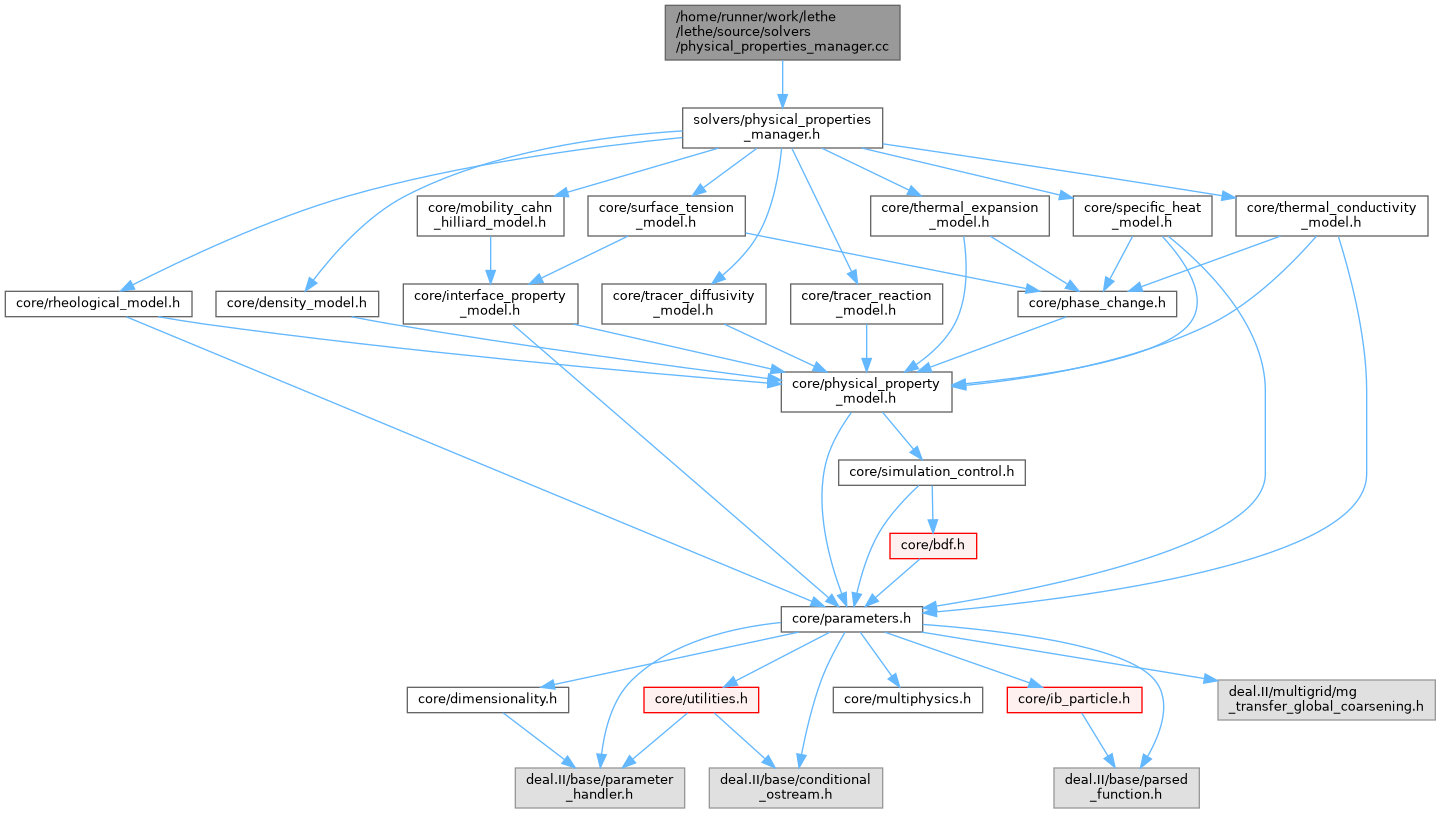 /home/runner/work/lethe
/lethe/source/solvers
/physical_properties_manager.cc
solvers/physical_properties
_manager.h
core/mobility_cahn
_hilliard_model.h
core/surface_tension
_model.h
core/thermal_expansion
_model.h
core/specific_heat
_model.h
core/thermal_conductivity
_model.h
core/rheological_model.h
core/density_model.h
core/interface_property
_model.h
core/tracer_diffusivity
_model.h
core/tracer_reaction
_model.h
core/phase_change.h
core/physical_property
_model.h
core/simulation_control.h
core/bdf.h
core/parameters.h
core/dimensionality.h
core/utilities.h
core/multiphysics.h
core/ib_particle.h
deal.II/multigrid/mg
_transfer_global_coarsening.h
deal.II/base/parameter
_handler.h
deal.II/base/conditional
_ostream.h
deal.II/base/parsed
_function.h